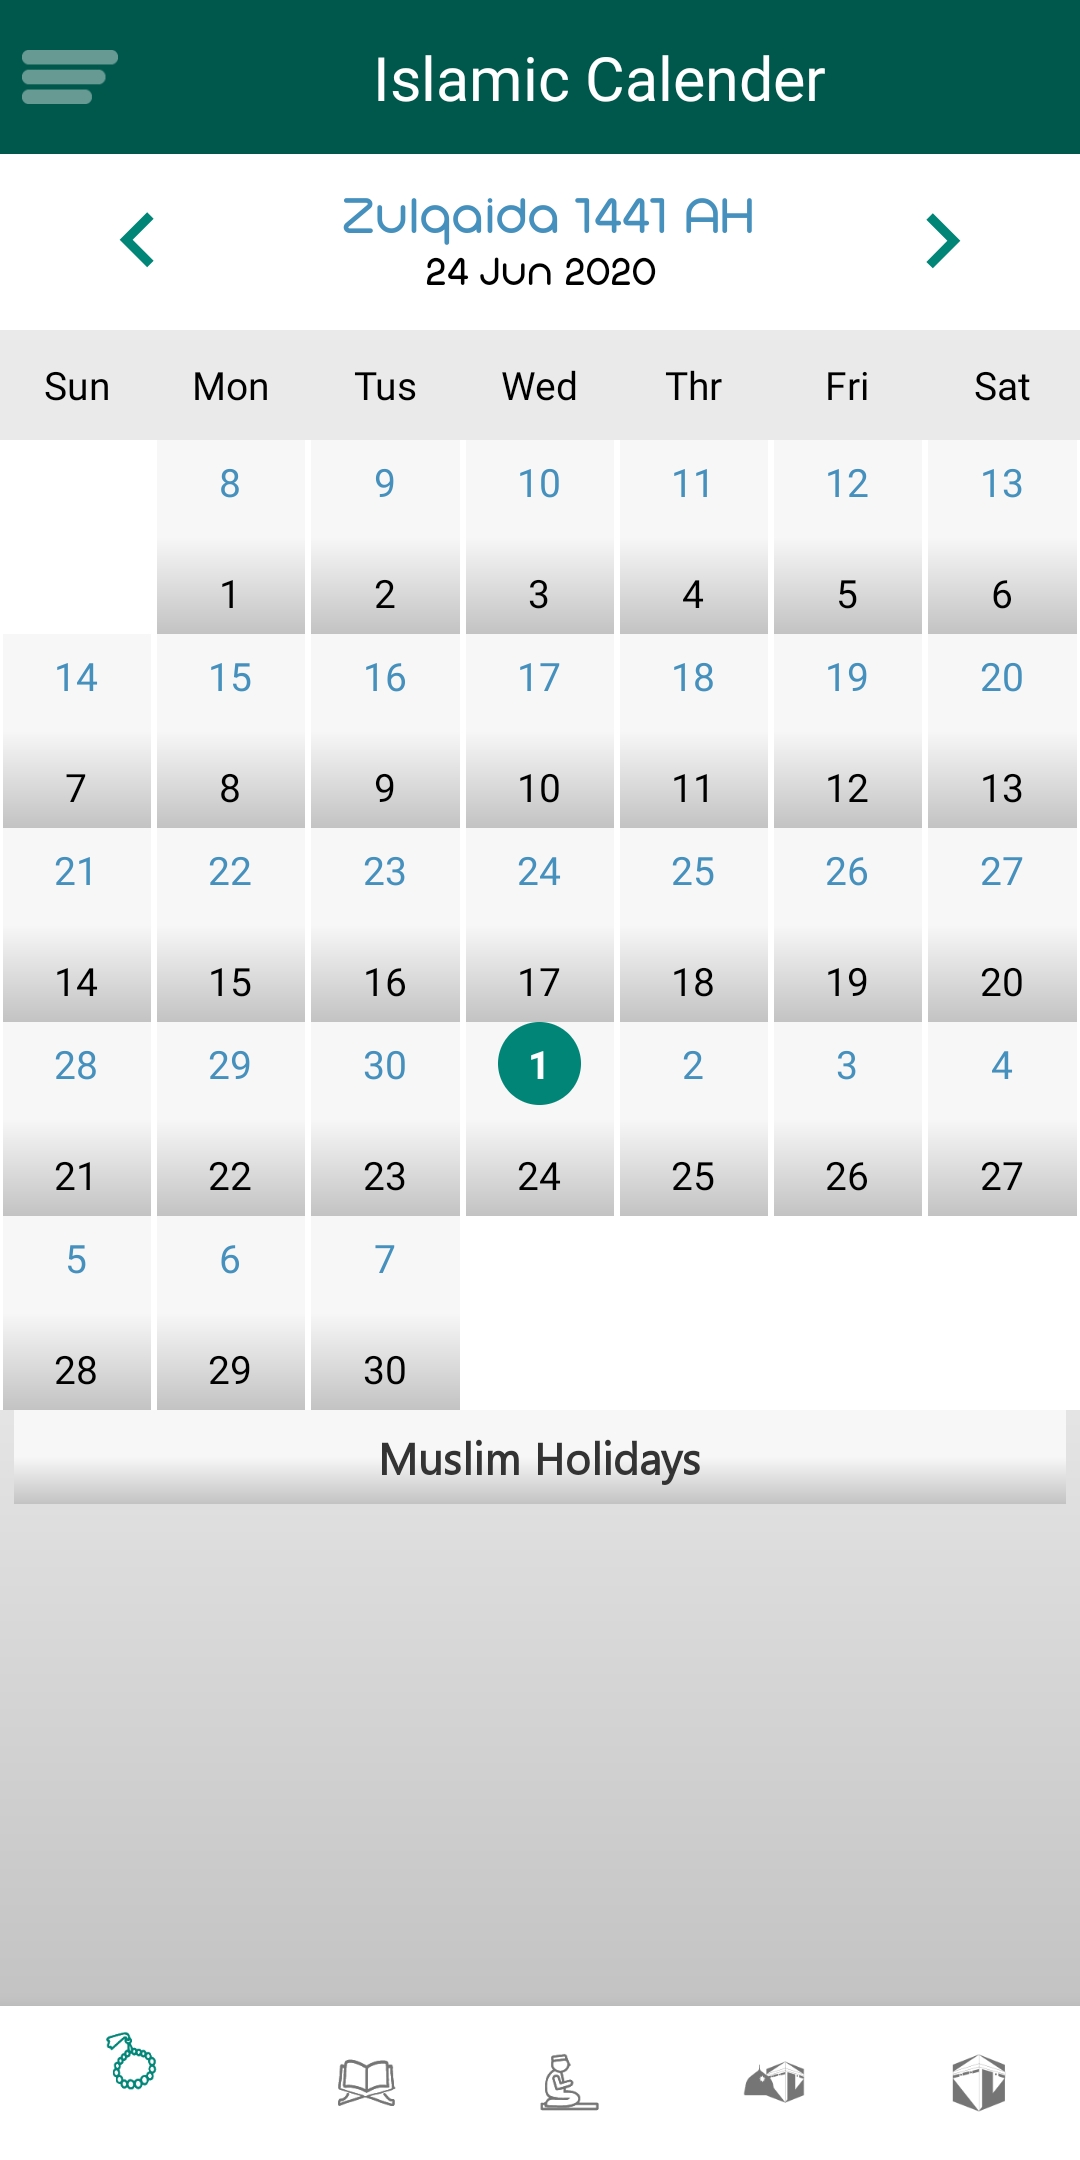 Islamic Calender
Zulqaida 1441 AH
24 Jun 2020
Sun Mon Tus Wed Thr Fri Sat
8 9 10 11 12 13
1 2 3 4 5 6
14 15 16 17 18 19 20
7 8 9 10 11 12 13
21 22 23 24 25 26 27
14 15 16 17 18 19 20
28 29 30 1 2 3 4
21 22 23 24 25 26 27
5 6 7
28 29 30
Muslim Holidays